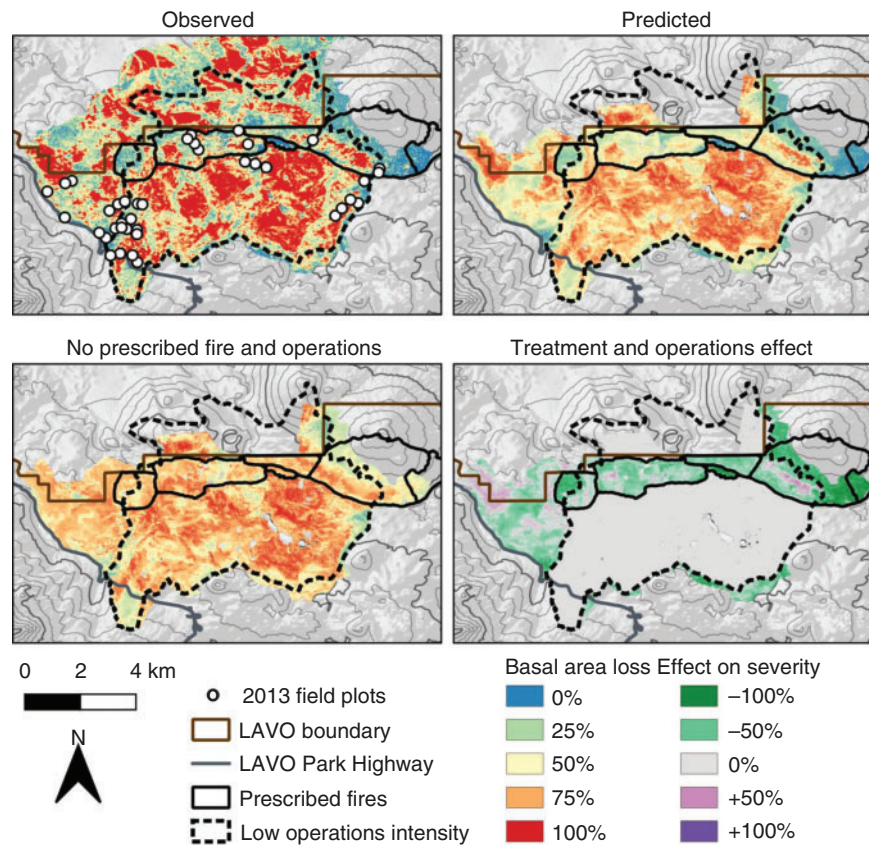 Observed
Predicted
No prescribed fire and operations
Treatment and operations effect
0 2 4 km
N
2013 field plots
LAVO boundary
LAVO Park Highway
Prescribed fires
Low operations intensity
Basal area loss
0%
25%
50%
75%
100%
Effect on severity
–100%
–50%
0%
+50%
+100%